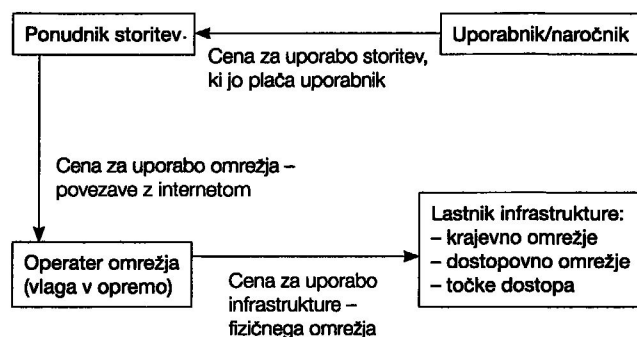 Ponudnik storitev.
Uporabnik/naročnik
Cena za uporabo storitev,
ki jo plača uporabnik
Cena za uporabo omrežja –
povezave z internetom
Lastnik infrastrukture:
– krajevno omrežje
– dostopovno omrežje
– točke dostopa
Operater omrežja
(vlaga v opremo)
Cena za uporabo
infrastrukture –
fizičnega omrežja